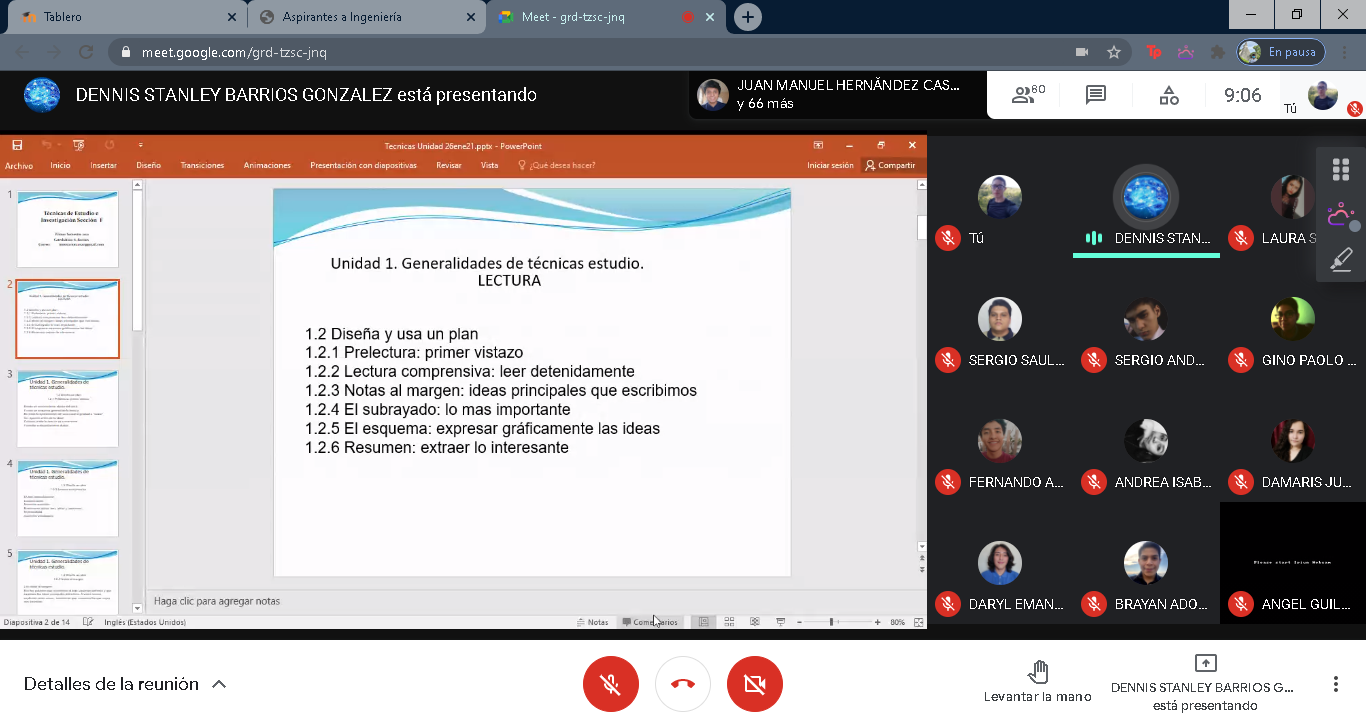 Tablero
Aspirantes a Ingeniería
Meet - grd-tzsc-jnq
meet.google.com/grd-tzsc-jnq
En pausa
DENNIS STANLEY BARRIOS GONZALEZ está presentando
JUAN MANUEL HERNÁNDEZ CAS...
y 66 más
80
9:06
Tú
Tecnicas Unidad 26ene21.pptx - PowerPoint
Archivo Inicio Insertar Diseño Transiciones Animaciones Presentación con diapositivas Revisar Vista ¿Qué desea hacer? Iniciar sesión Compartir
1
Técnicas de Estudio e
Investigación Sección F
2
3
Unidad 1. Generalidades de
técnicas estudio.
4
Unidad 1. Generalidades de
técnicas estudio.
5
Unidad 1. Generalidades de
técnicas estudio.
Unidad 1. Generalidades de técnicas estudio.
LECTURA
1.2 Diseña y usa un plan
1.2.1 Prelectura: primer vistazo
1.2.2 Lectura comprensiva: leer detenidamente
1.2.3 Notas al margen: ideas principales que escribimos
1.2.4 El subrayado: lo mas importante
1.2.5 El esquema: expresar gráficamente las ideas
1.2.6 Resumen: extraer lo interesante
Haga clic para agregar notas
Diapositiva 2 de 14 Inglés (Estados Unidos) Notas Comentarios 80%
Tú
DENNIS STAN...
LAURA S
SERGIO SAUL...
SERGIO AND...
GINO PAOLO ...
FERNANDO A...
ANDREA ISAB...
DAMARIS JU...
Please start Iriun Webcam
DARYL EMAN...
BRAYAN ADO...
ANGEL GUIL...
Detalles de la reunión
Levantar la mano
DENNIS STANLEY BARRIOS G...
está presentando